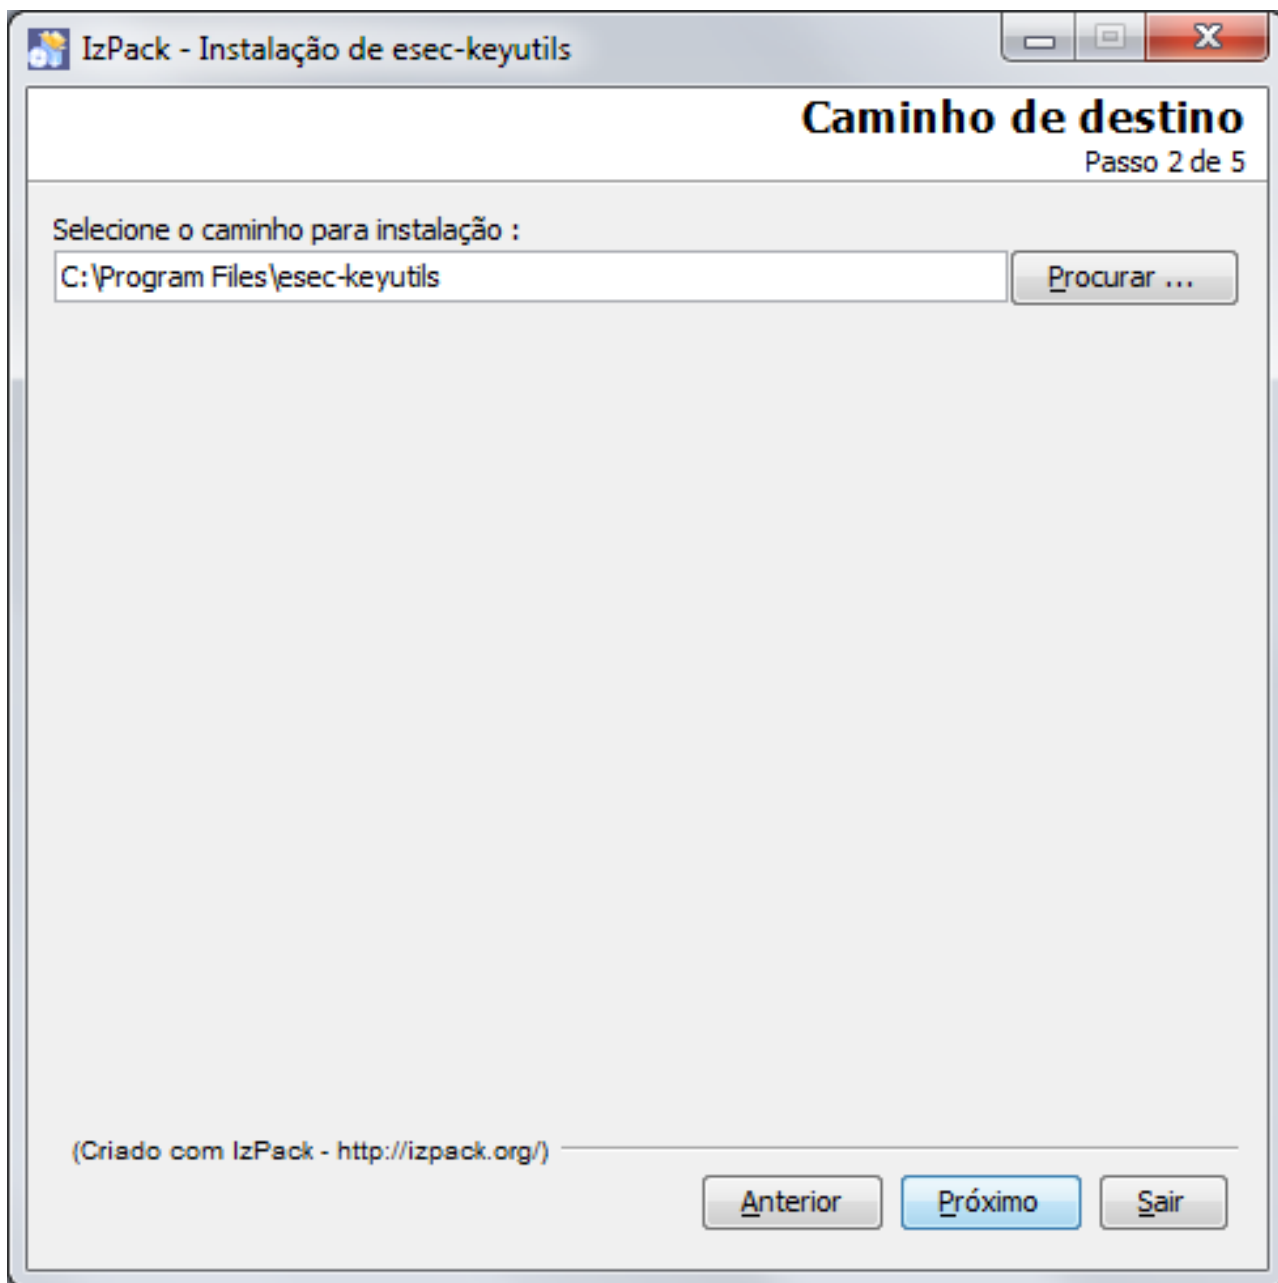 IzPack - Instalação de esec-keyutils
Caminho de destino
Passo 2 de 5
Selecione o caminho para instalação :
C:\Program Files\esec-keyutils
Procurar ...
(Criado com IzPack - http://izpack.org/)
Anterior Próximo Sair